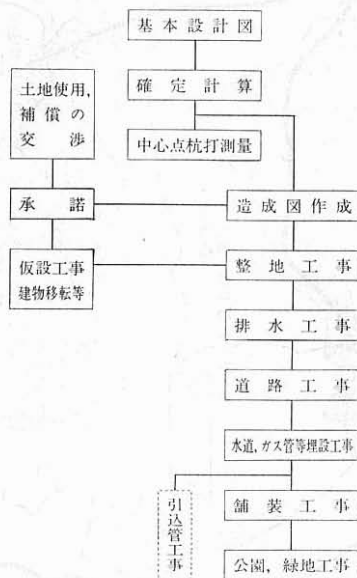 基本設計図
確定計算
中心点杭打測量
土地使用,
補償の
交渉
承諾
造成図作成
仮設工事
建物移転等
整地工事
排水工事
道路工事
水道,ガス管等埋設工事
引込管工事
舗装工事
公園,緑地工事